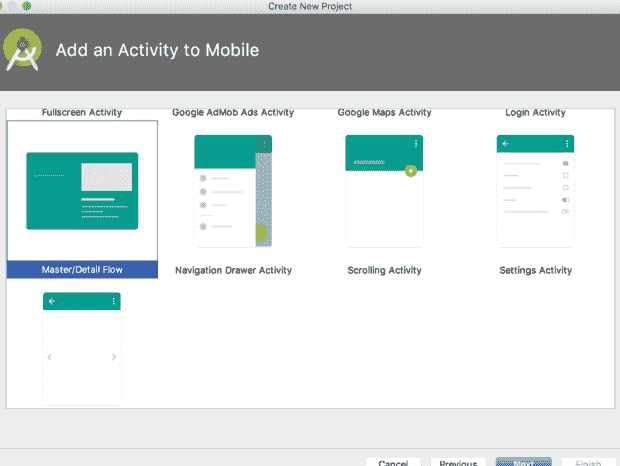 Create New Project
Add an Activity to Mobile
Fullscreen Activity
Google AdMob Ads Activity
Google Maps Activity
Login Activity
Master/Detail Flow
Navigation Drawer Activity
Scrolling Activity
Settings Activity
Cancel
Previous
Next
Finish